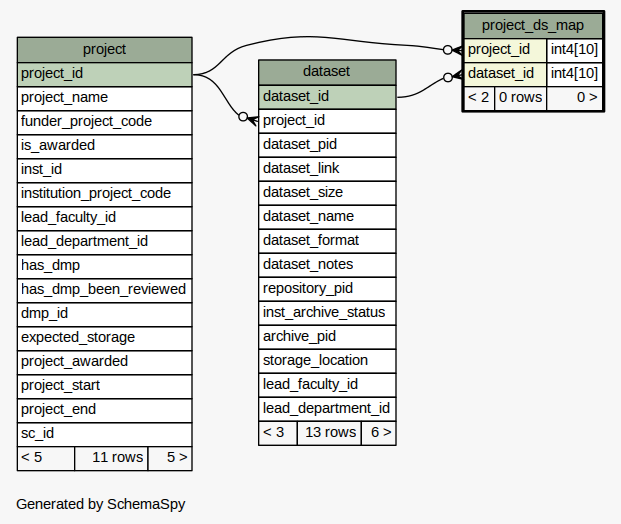 project
project_id
project_name
funder_project_code
is_awarded
inst_id
institution_project_code
lead_faculty_id
lead_department_id
has_dmp
has_dmp_been_reviewed
dmp_id
expected_storage
project_awarded
project_start
project_end
sc_id
< 5 11 rows 5 >
dataset
dataset_id
project_id
dataset_pid
dataset_link
dataset_size
dataset_name
dataset_format
dataset_notes
repository_pid
inst_archive_status
archive_pid
storage_location
lead_faculty_id
lead_department_id
< 3 13 rows 6 >
project_ds_map
project_id int4[10]
dataset_id int4[10]
< 2 0 rows 0 >
Generated by SchemaSpy